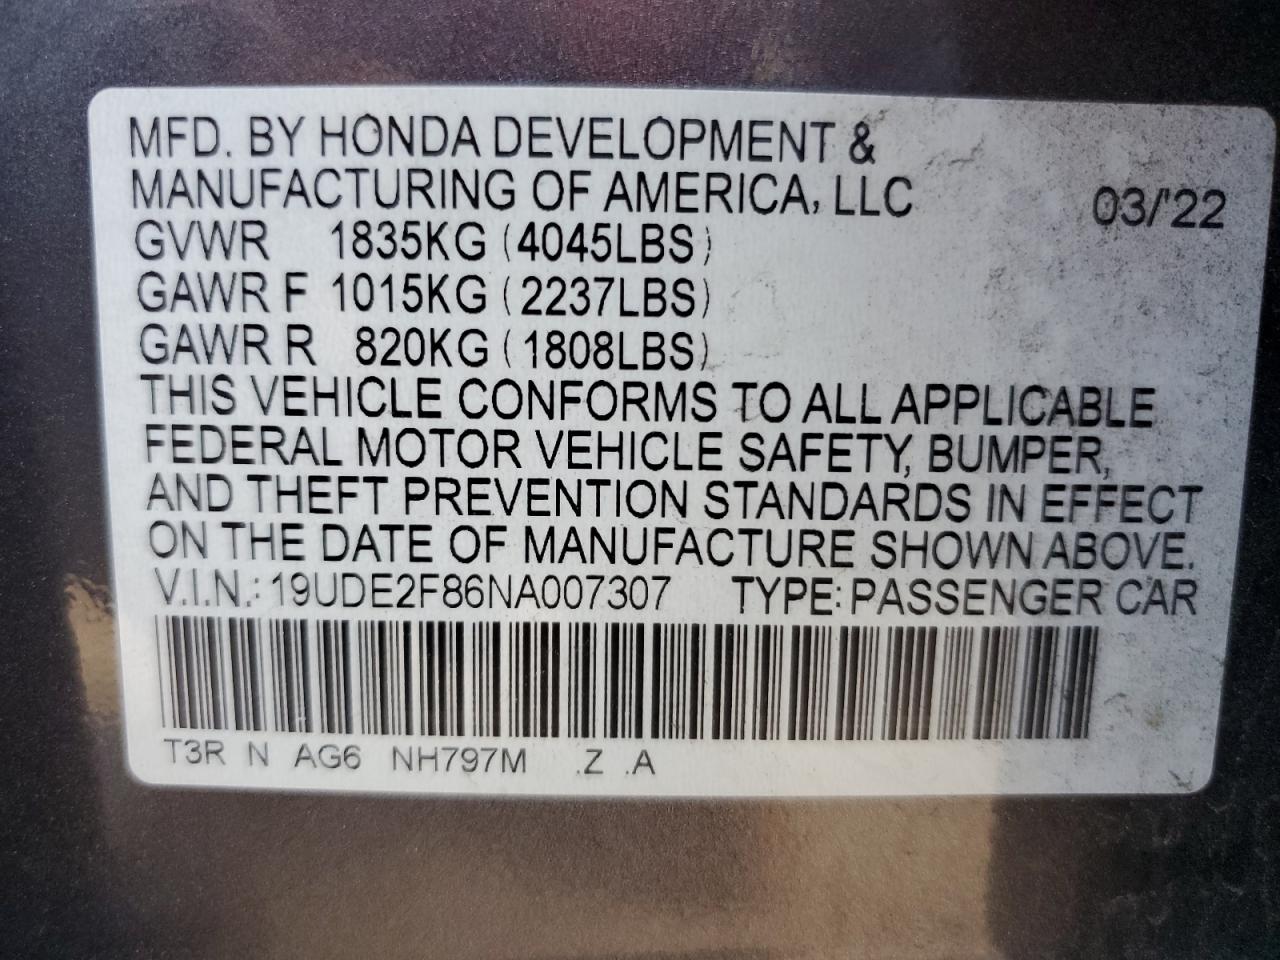 MFD. BY HONDA DEVELOPMENT &
MANUFACTURING OF AMERICA, LLC 03/'22
GVWR 1835KG (4045LBS)
GAWR F 1015KG (2237LBS)
GAWR R 820KG (1808LBS)
THIS VEHICLE CONFORMS TO ALL APPLICABLE
FEDERAL MOTOR VEHICLE SAFETY, BUMPER,
AND THEFT PREVENTION STANDARDS IN EFFECT
ON THE DATE OF MANUFACTURE SHOWN ABOVE.
V.I.N.: 19UDE2F86NA007307 TYPE: PASSENGER CAR
T3R N AG6 NH797M .Z .A